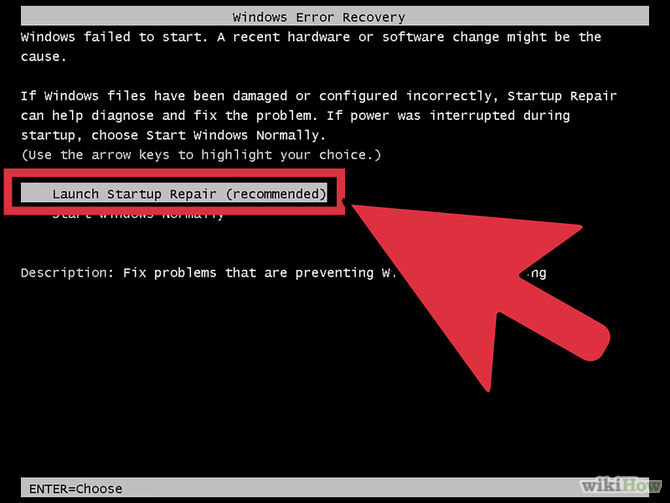 Windows Error Recovery
Windows failed to start. A recent hardware or software change might be the
cause.
If Windows files have been damaged or configured incorrectly, Startup Repair
can help diagnose and fix the problem. If power was interrupted during
startup, choose Start Windows Normally.
(Use the arrow keys to highlight your choice.)
Launch Startup Repair (recommended)
Start Windows Normally
Description: Fix problems that are preventing
ENTER=Choose
wikiHow